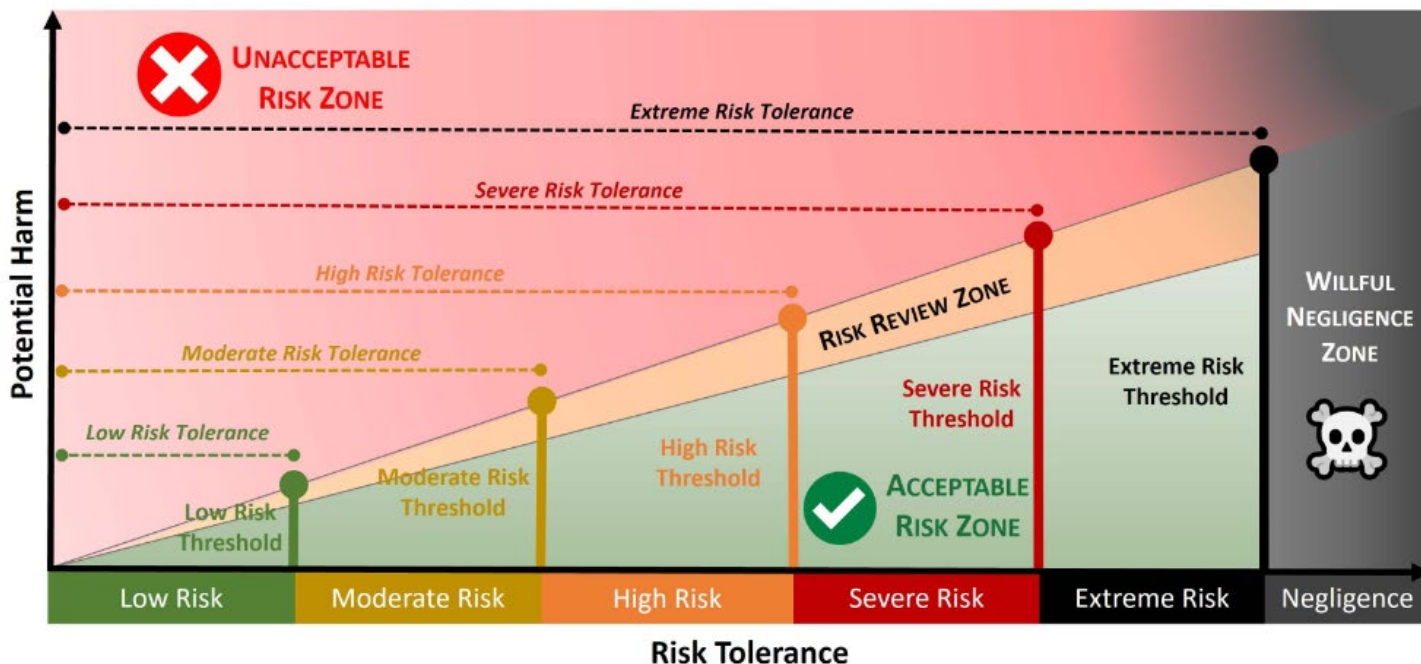 UNACCEPTABLE
RISK ZONE
Extreme Risk Tolerance
Severe Risk Tolerance
High Risk Tolerance
Moderate Risk Tolerance
Low Risk Tolerance
Potential Harm
RISK REVIEW ZONE
WILLFUL
NEGLIGENCE
ZONE
Low Risk
Threshold
Moderate Risk
Threshold
High Risk
Threshold
Severe Risk
Threshold
Extreme Risk
Threshold
ACCEPTABLE
RISK ZONE
Low Risk
Moderate Risk
High Risk
Severe Risk
Extreme Risk
Negligence
Risk Tolerance